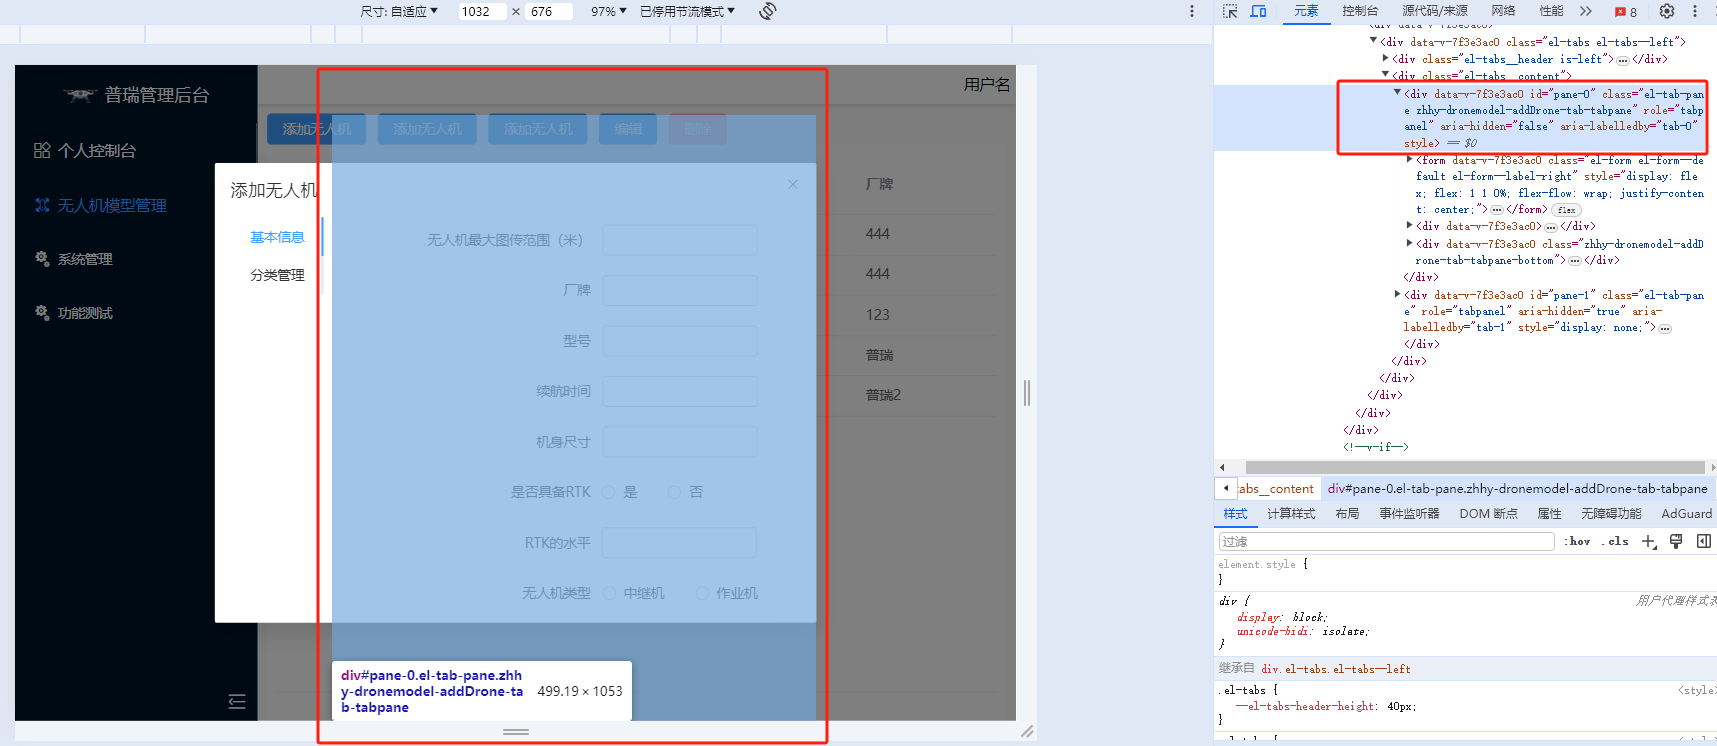 尺寸: 自适应 ▼ 1032 × 676 97% ▼ 已停用节流模式 ▼
普瑞管理后台
用户名
个人控制台
无人机模型管理
系统管理
功能测试
添加无人机 添加无人机 添加无人机 编辑 删除
厂牌
444
444
123
普瑞
普瑞2
添加无人机
基本信息
分类管理
无人机最大图传范围（米）
厂牌
型号
续航时间
机身尺寸
是否具备RTK 是 否
RTK的水平
无人机类型 中继机 作业机
div#pane-0.el-tab-pane.zhh
y-dronemodel-addDrone-ta
b-tabpane
499.19 × 1053
元素 控制台 源代码/来源 网络 性能 8
<div data-v-7f3e3ac0 class="el-tabs el-tabs--left">
<div class="el-tabs__header is-left">…</div>
<div class="el-tabs__content">
<div data-v-7f3e3ac0 id="pane-0" class="el-tab-pan
e zhhy-dronemodel-addDrone-tab-tabpane" role="tabp
anel" aria-hidden="false" aria-labelledby="tab-0"
style> == $0
<form data-v-7f3e3ac0 class="el-form el-form--de
fault el-form--label-right" style="display: fle
x; flex: 1 1 0%; flex-flow: wrap; justify-conten
t: center;">…</form> flex
<div data-v-7f3e3ac0>…</div>
<div data-v-7f3e3ac0 class="zhhy-dronemodel-addD
rone-tab-tabpane-bottom">…</div>
</div>
<div data-v-7f3e3ac0 id="pane-1" class="el-tab-pan
e" role="tabpanel" aria-hidden="true" aria-
labelledby="tab-1" style="display: none;">…
</div>
</div>
</div>
</div>
</div>
</div>
<!--v-if-->
tabs__content div#pane-0.el-tab-pane.zhhy-dronemodel-addDrone-tab-tabpane
样式 计算样式 布局 事件监听器 DOM 断点 属性 无障碍功能 AdGuard
过滤 :hov .cls
element.style {
}
div { 用户代理样式表
display: block;
unicode-bidi: isolate;
}
继承自 div.el-tabs.el-tabs--left
.el-tabs { <style>
--el-tabs-header-height: 40px;
}